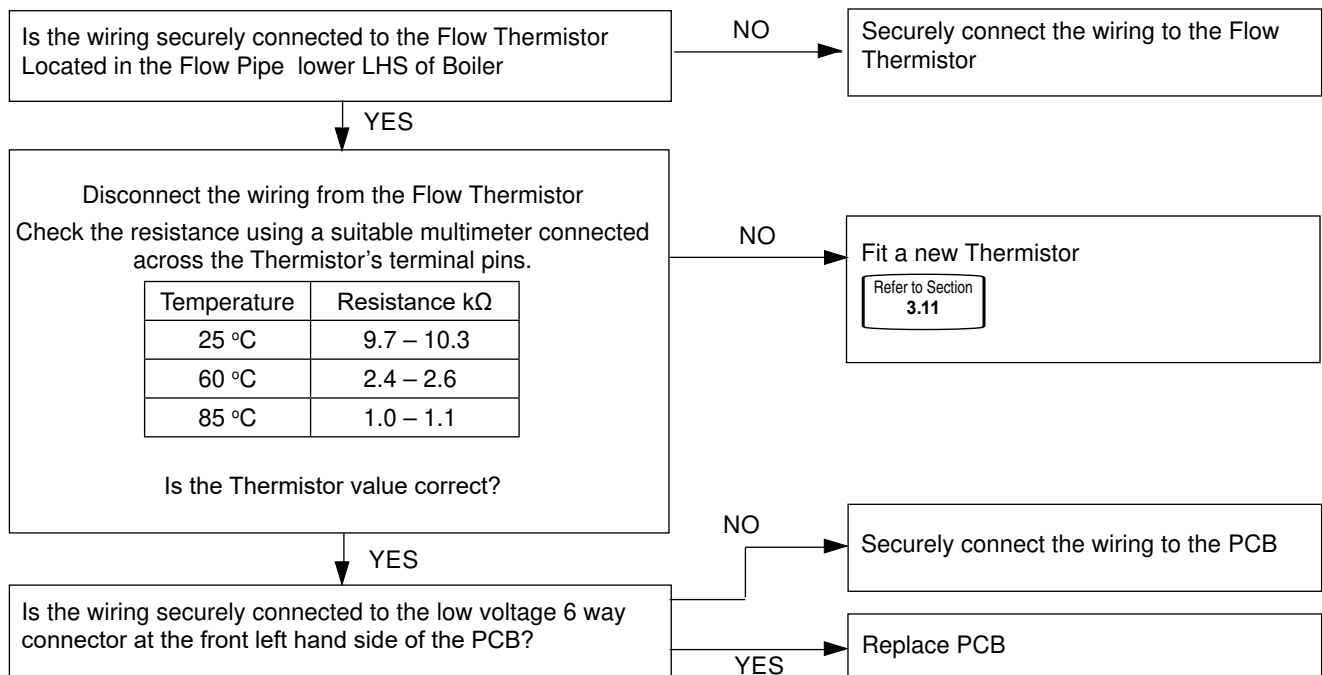 Is the wiring securely connected to the Flow Thermistor
Located in the Flow Pipe lower LHS of Boiler
NO
Securely connect the wiring to the Flow
Thermistor
YES
Disconnect the wiring from the Flow Thermistor
Check the resistance using a suitable multimeter connected
across the Thermistor’s terminal pins.
Temperature Resistance kΩ
25 °C 9.7 – 10.3
60 °C 2.4 – 2.6
85 °C 1.0 – 1.1
Is the Thermistor value correct?
NO
Fit a new Thermistor
Refer to Section
3.11
YES
Is the wiring securely connected to the low voltage 6 way
connector at the front left hand side of the PCB?
NO
Securely connect the wiring to the PCB
YES
Replace PCB